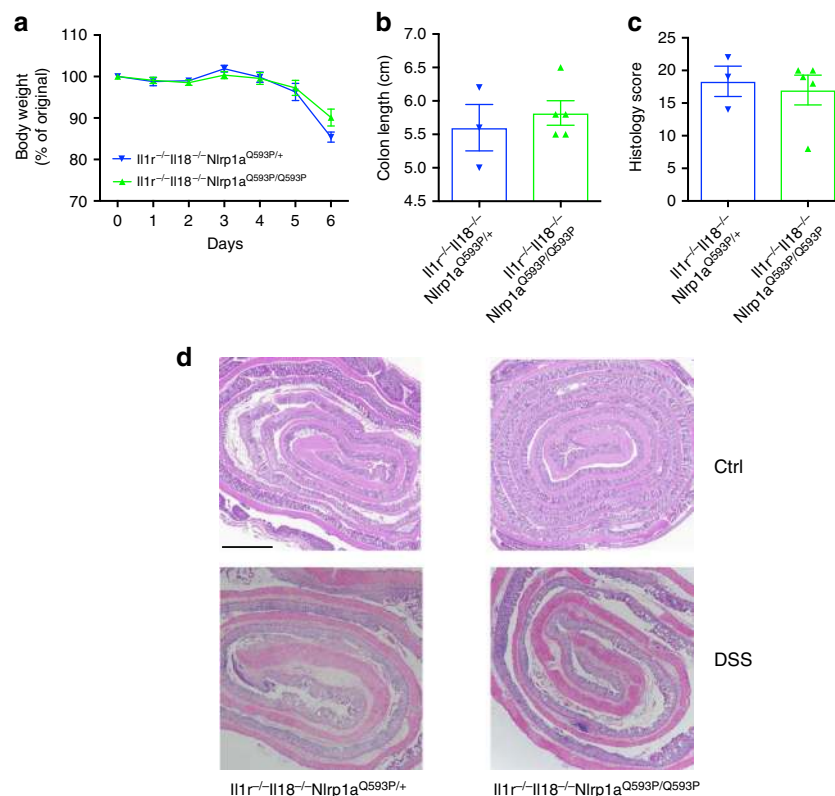 a
Body weight
(% of original)
110
100
90
80
70
Il1r⁻/⁻Il18⁻/⁻Nlrp1aQ593P/+
Il1r⁻/⁻Il18⁻/⁻Nlrp1aQ593P/Q593P
0 1 2 3 4 5 6
Days
b
Colon length (cm)
7.0
6.5
6.0
5.5
5.0
4.5
Il1r⁻/⁻Il18⁻/⁻
Nlrp1aQ593P/+
Il1r⁻/⁻Il18⁻/⁻
Nlrp1aQ593P/Q593P
c
Histology score
25
20
15
10
5
0
Il1r⁻/⁻Il18⁻/⁻
Nlrp1aQ593P/+
Il1r⁻/⁻Il18⁻/⁻
Nlrp1aQ593P/Q593P
d
Ctrl
DSS
Il1r⁻/⁻Il18⁻/⁻Nlrp1aQ593P/+
Il1r⁻/⁻Il18⁻/⁻Nlrp1aQ593P/Q593P